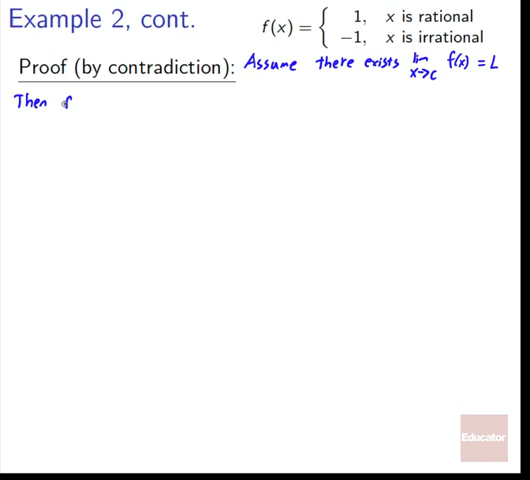 Example 2, cont.
f(x) = { 1, x is rational
−1, x is irrational
Proof (by contradiction): Assume there exists lim x→c f(x) = L
Then
Educator